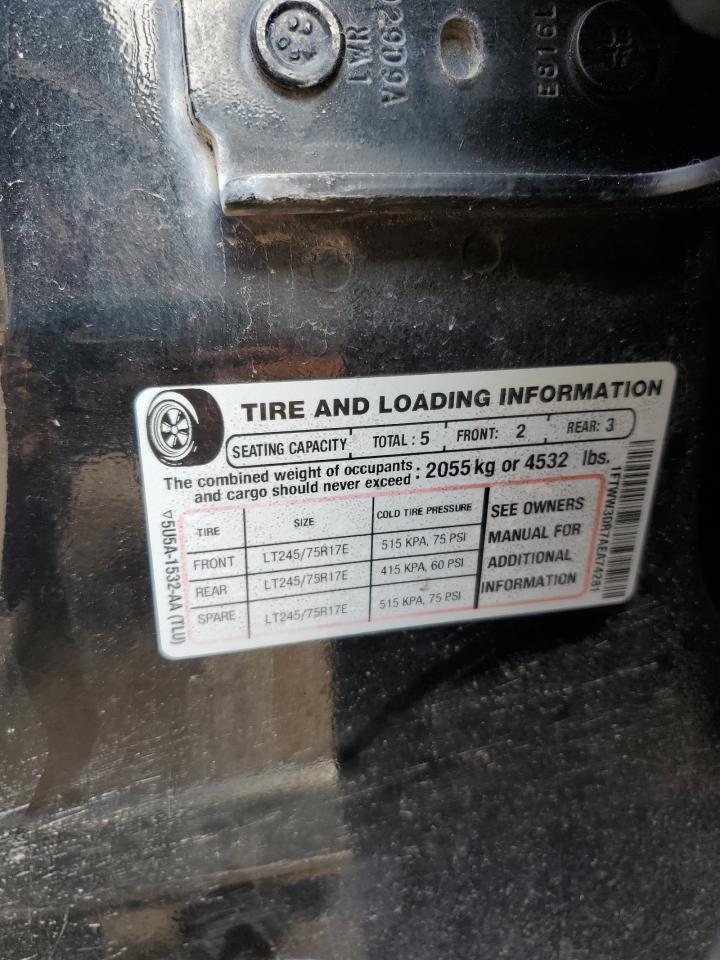 LWR
E816L
TIRE AND LOADING INFORMATION
SEATING CAPACITY TOTAL : 5 FRONT: 2 REAR: 3
The combined weight of occupants
and cargo should never exceed : 2055 kg or 4532 lbs.
TIRE SIZE COLD TIRE PRESSURE
FRONT LT245/75R17E 515 KPA, 75 PSI
REAR LT245/75R17E 415 KPA, 60 PSI
SPARE LT245/75R17E 515 KPA, 75 PSI
SEE OWNERS
MANUAL FOR
ADDITIONAL
INFORMATION
5U5A-1532-AA (TLU)